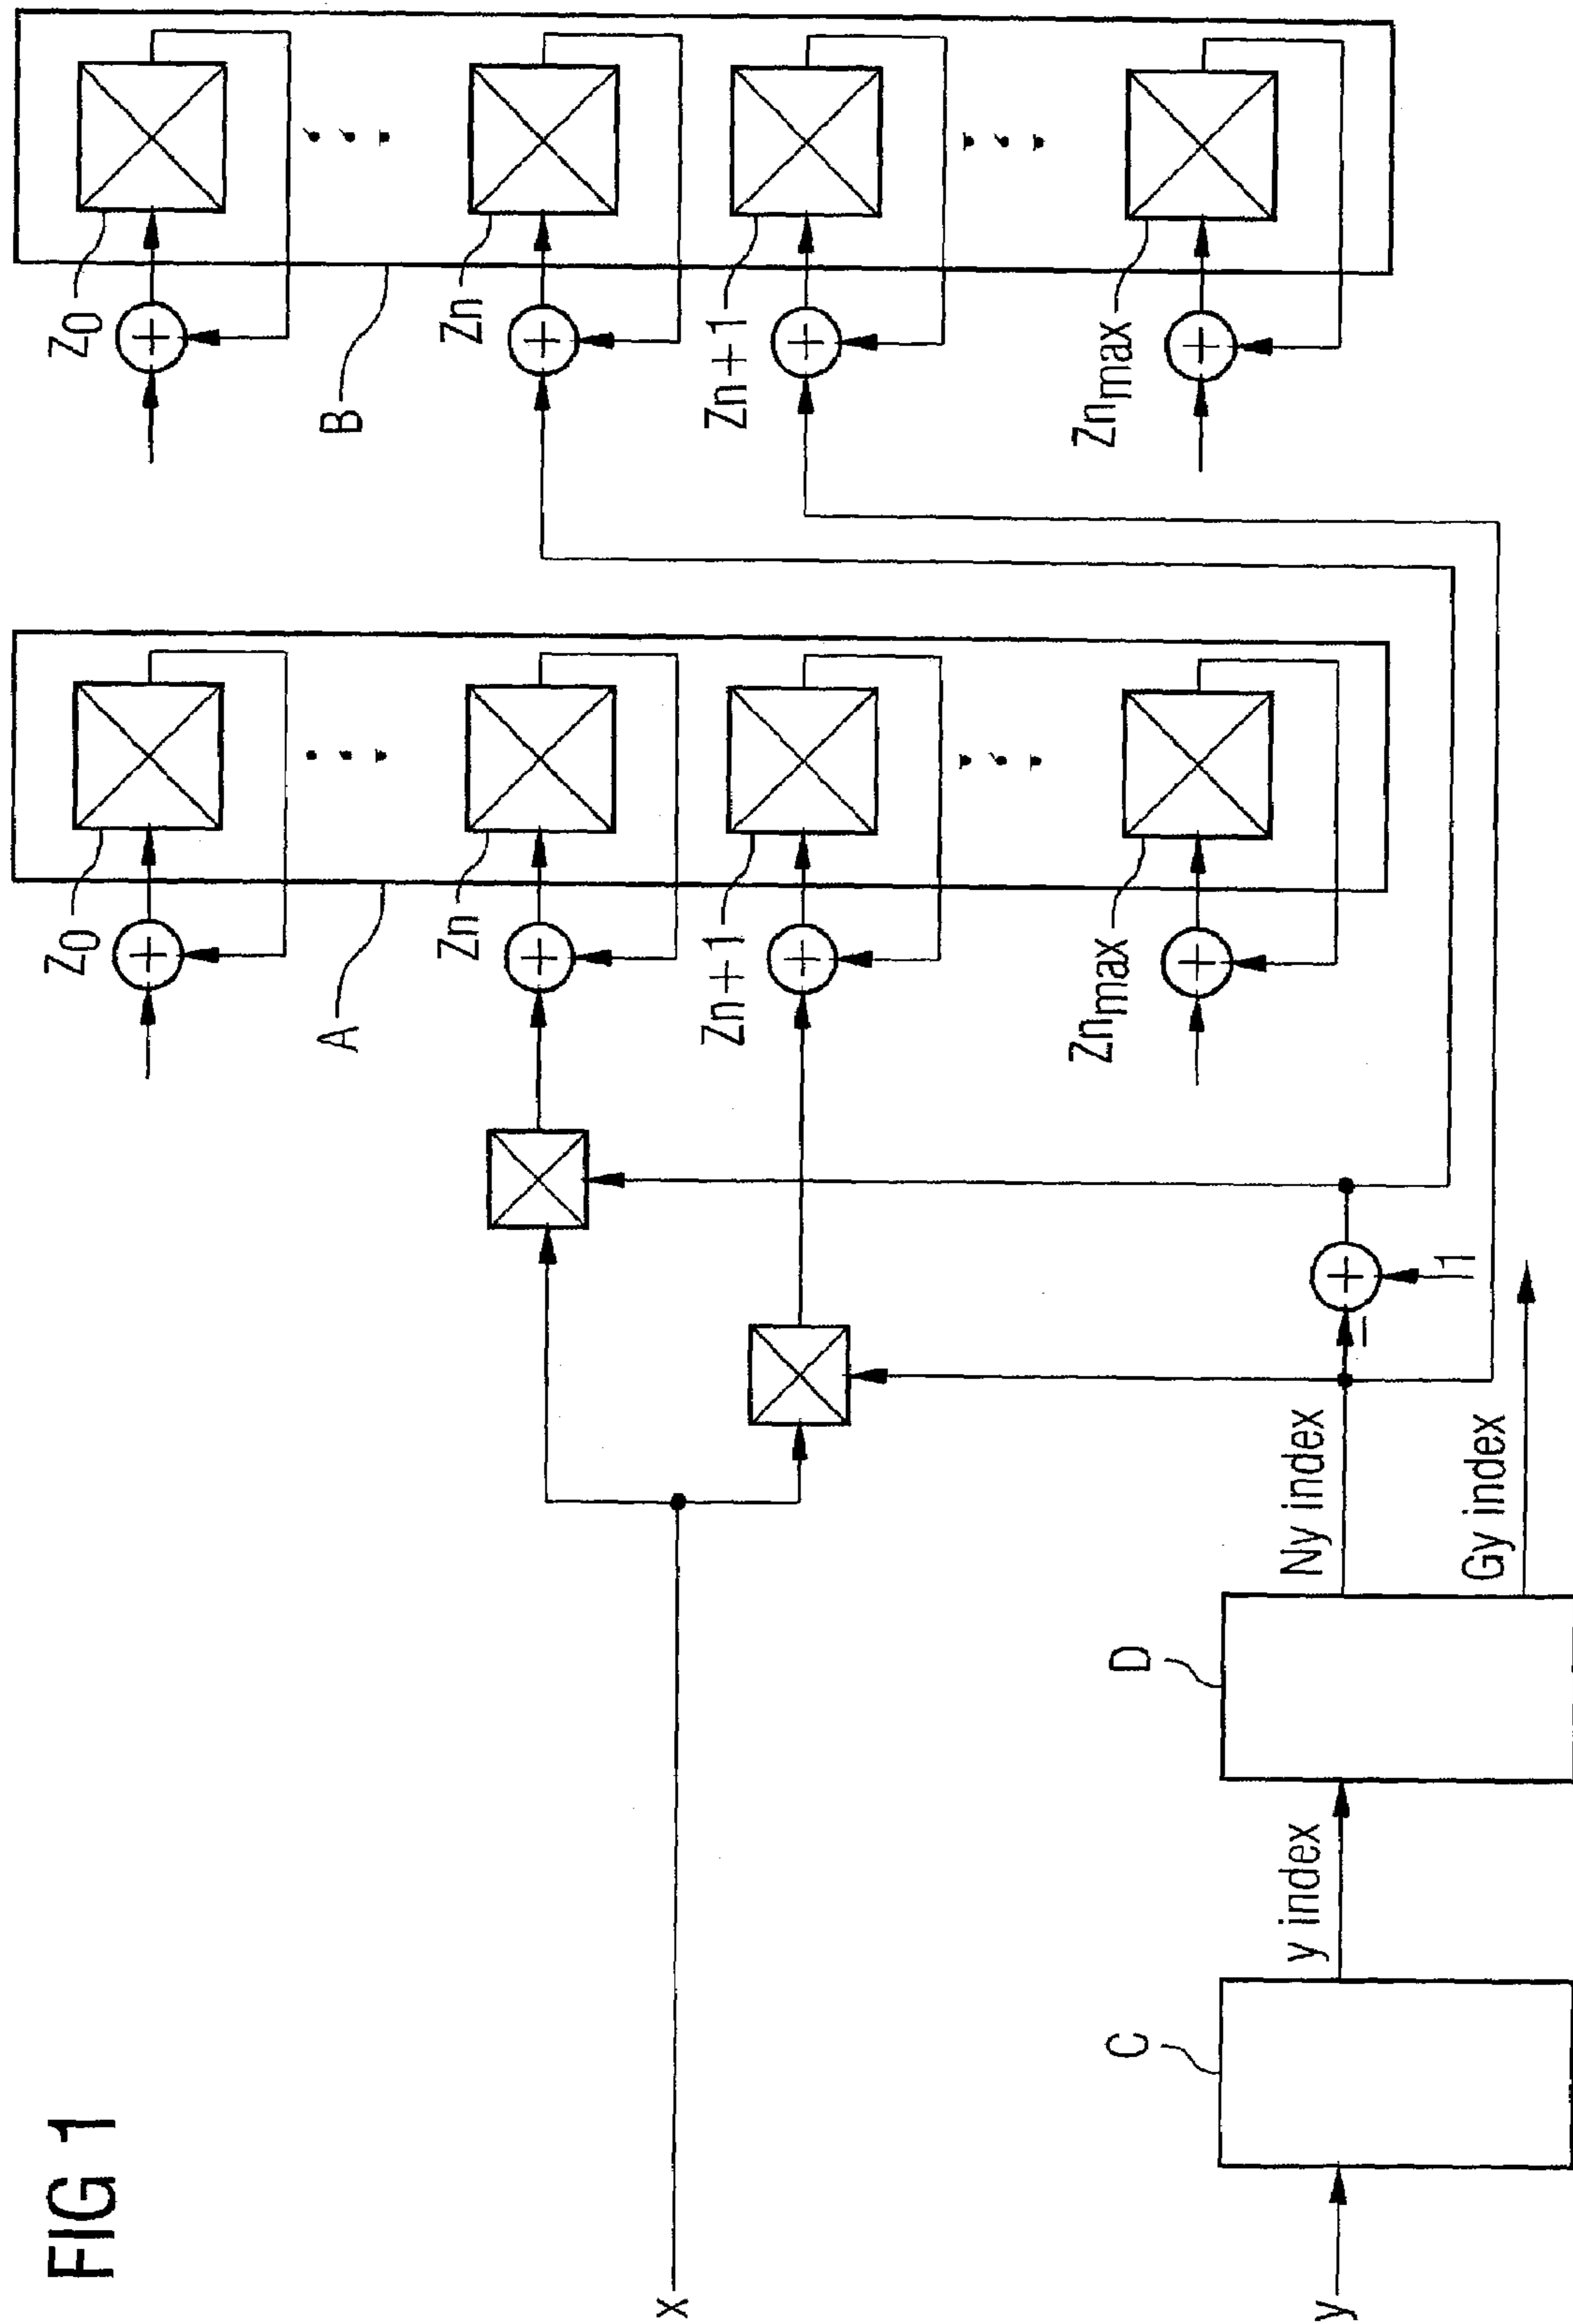 FIG 1
Z0
Z0
A
B
Zn
Zn
x
Zn+1
Zn+1
Znmax
Znmax
C
D
y
y index
Ny index
-
1
Gy index